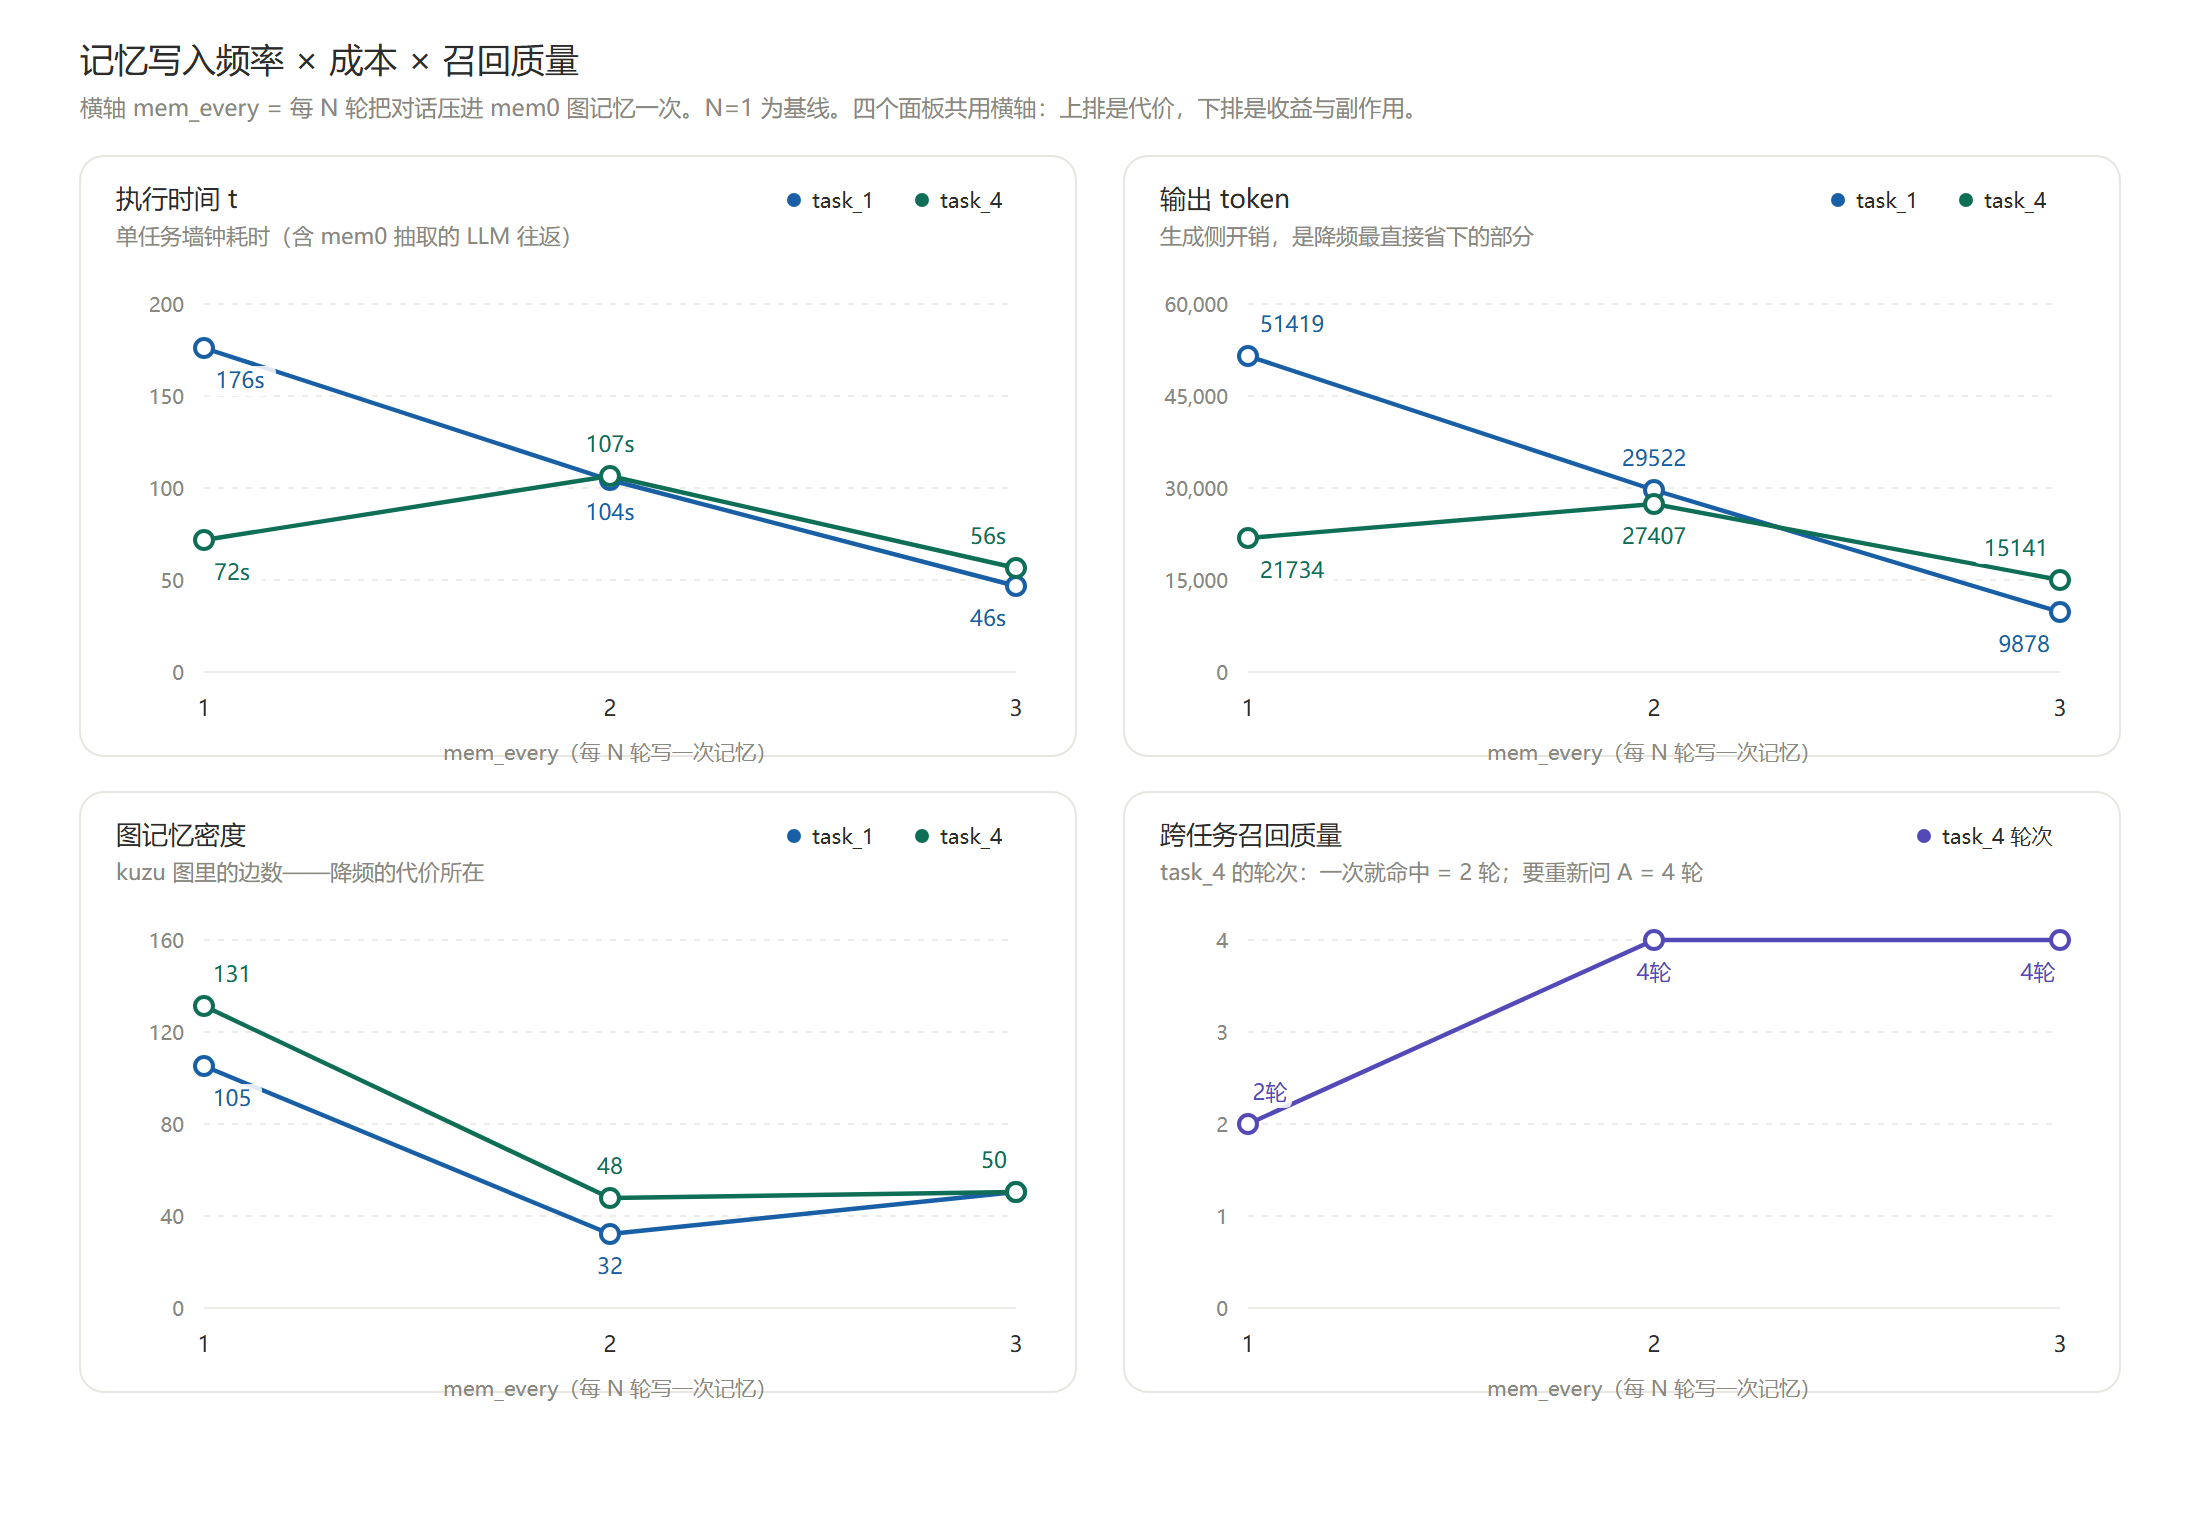 记忆写入频率 × 成本 × 召回质量
横轴 mem_every = 每 N 轮把对话压进 mem0 图记忆一次。N=1 为基线。四个面板共用横轴：上排是代价，下排是收益与副作用。
执行时间 t
task_1
task_4
单任务墙钟耗时（含 mem0 抽取的 LLM 往返）
200
150
100
50
0
176s
72s
107s
104s
56s
46s
1
2
3
mem_every（每 N 轮写一次记忆）
输出 token
task_1
task_4
生成侧开销，是降频最直接省下的部分
60,000
45,000
30,000
15,000
0
51419
21734
29522
27407
15141
9878
1
2
3
mem_every（每 N 轮写一次记忆）
图记忆密度
task_1
task_4
kuzu 图里的边数——降频的代价所在
160
120
80
40
0
131
105
48
32
50
1
2
3
mem_every（每 N 轮写一次记忆）
跨任务召回质量
task_4 轮次
task_4 的轮次：一次就命中 = 2 轮；要重新问 A = 4 轮
4
3
2
1
0
2轮
4轮
4轮
1
2
3
mem_every（每 N 轮写一次记忆）